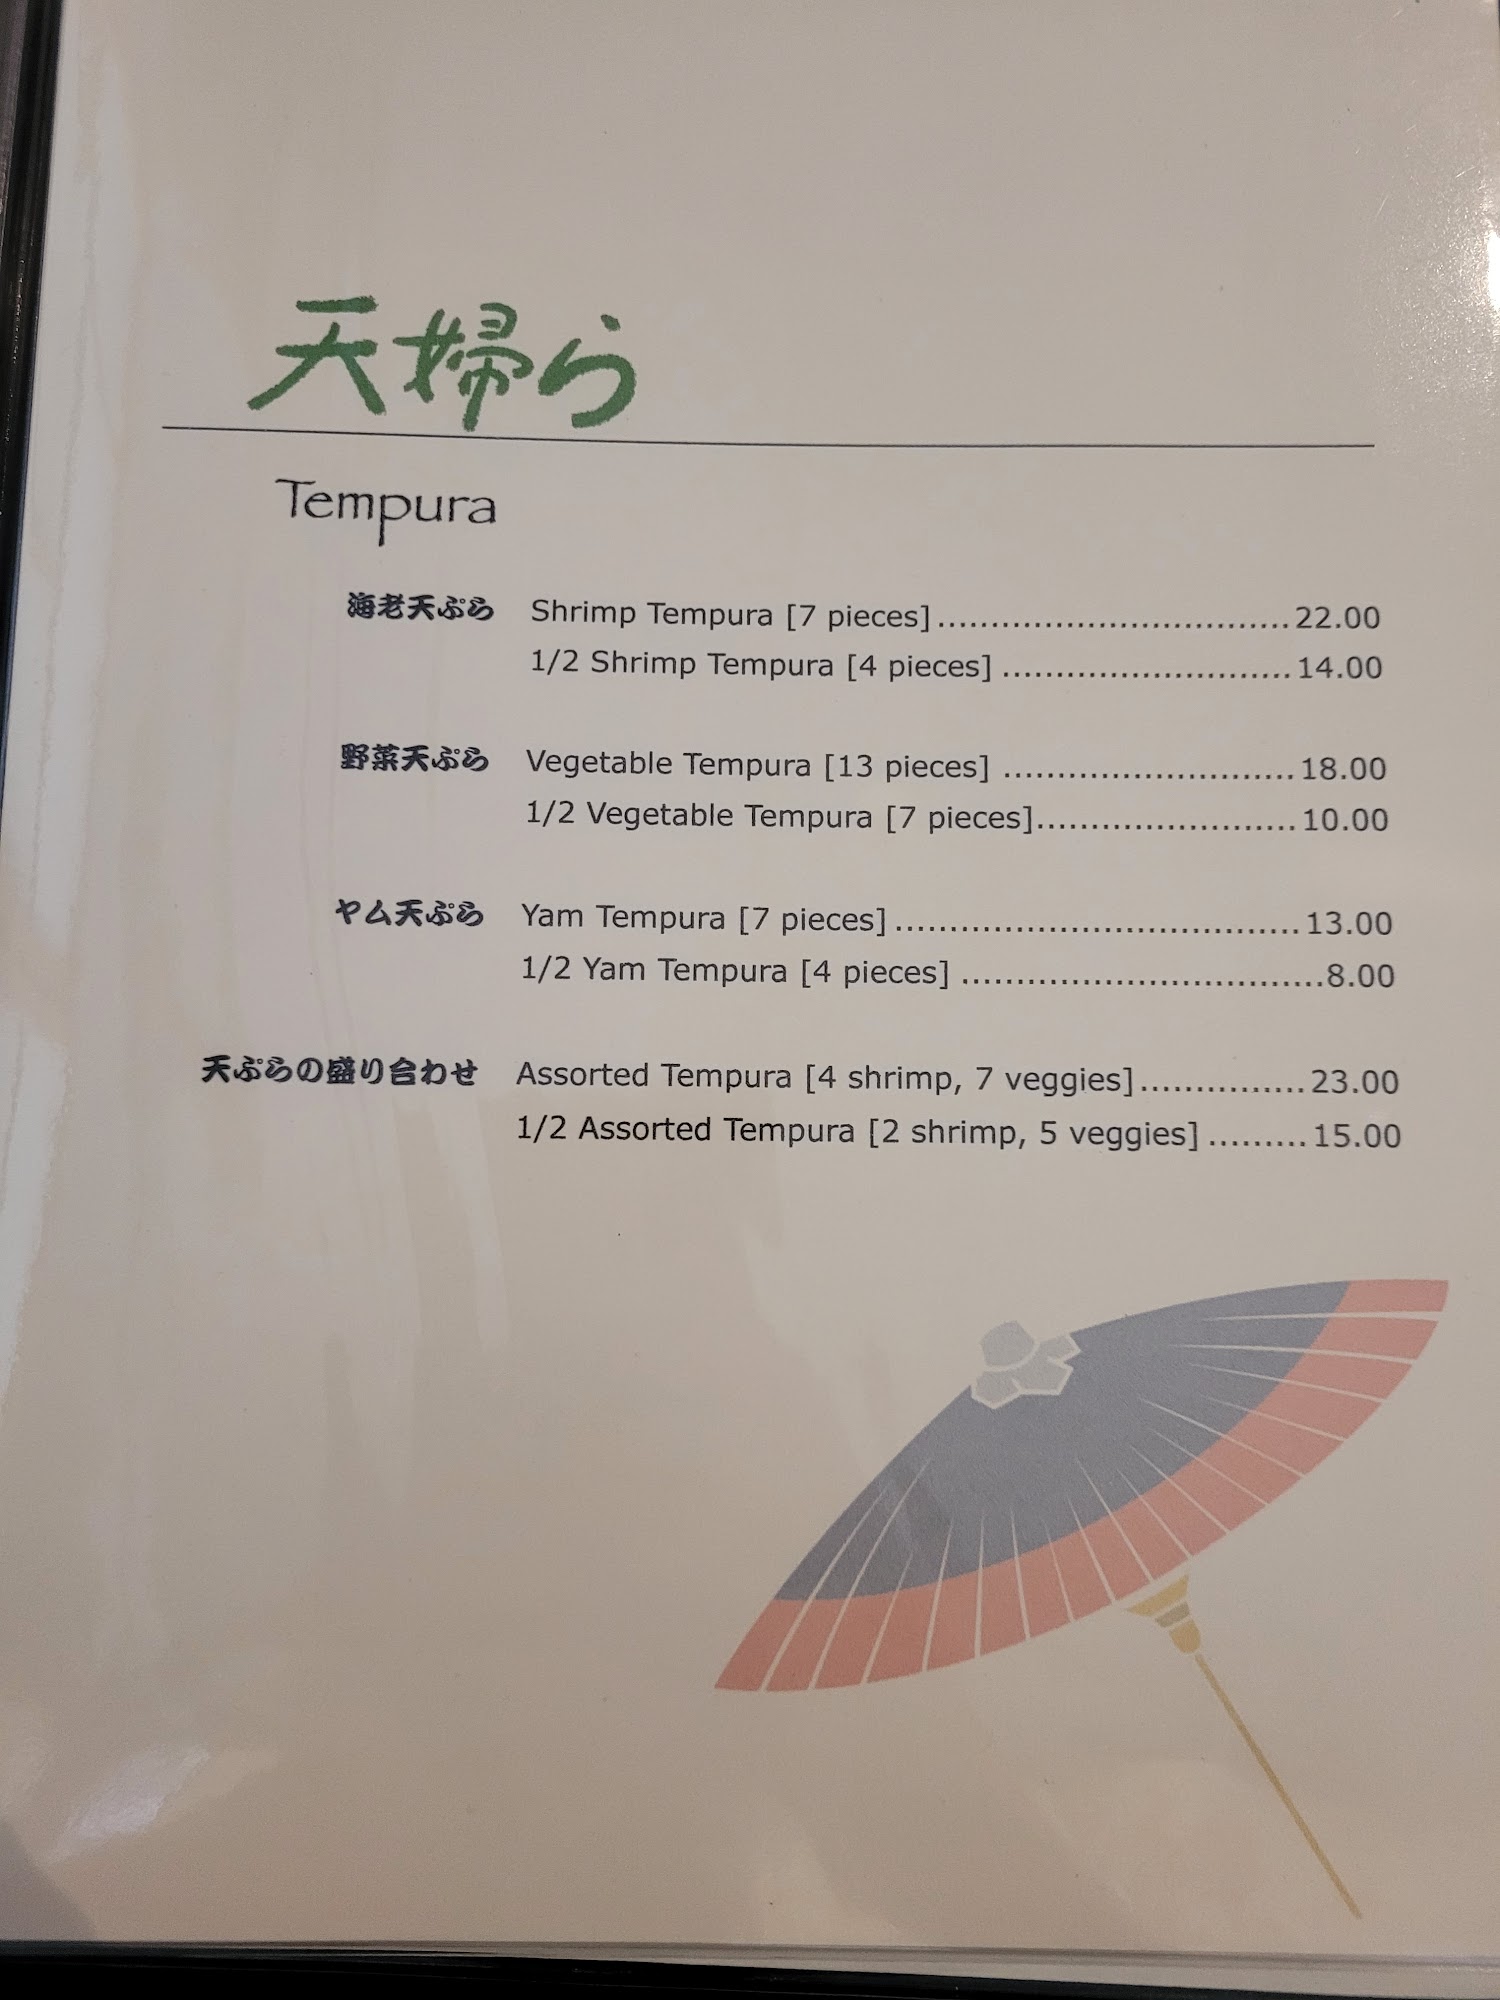 天婦ら
Tempura
海老天ぷら Shrimp Tempura [7 pieces].................................22.00
1/2 Shrimp Tempura [4 pieces] ...........................14.00
野菜天ぷら Vegetable Tempura [13 pieces] ...........................18.00
1/2 Vegetable Tempura [7 pieces]........................10.00
ヤム天ぷら Yam Tempura [7 pieces]......................................13.00
1/2 Yam Tempura [4 pieces] ..................................8.00
天ぷらの盛り合わせ Assorted Tempura [4 shrimp, 7 veggies]...............23.00
1/2 Assorted Tempura [2 shrimp, 5 veggies] .........15.00